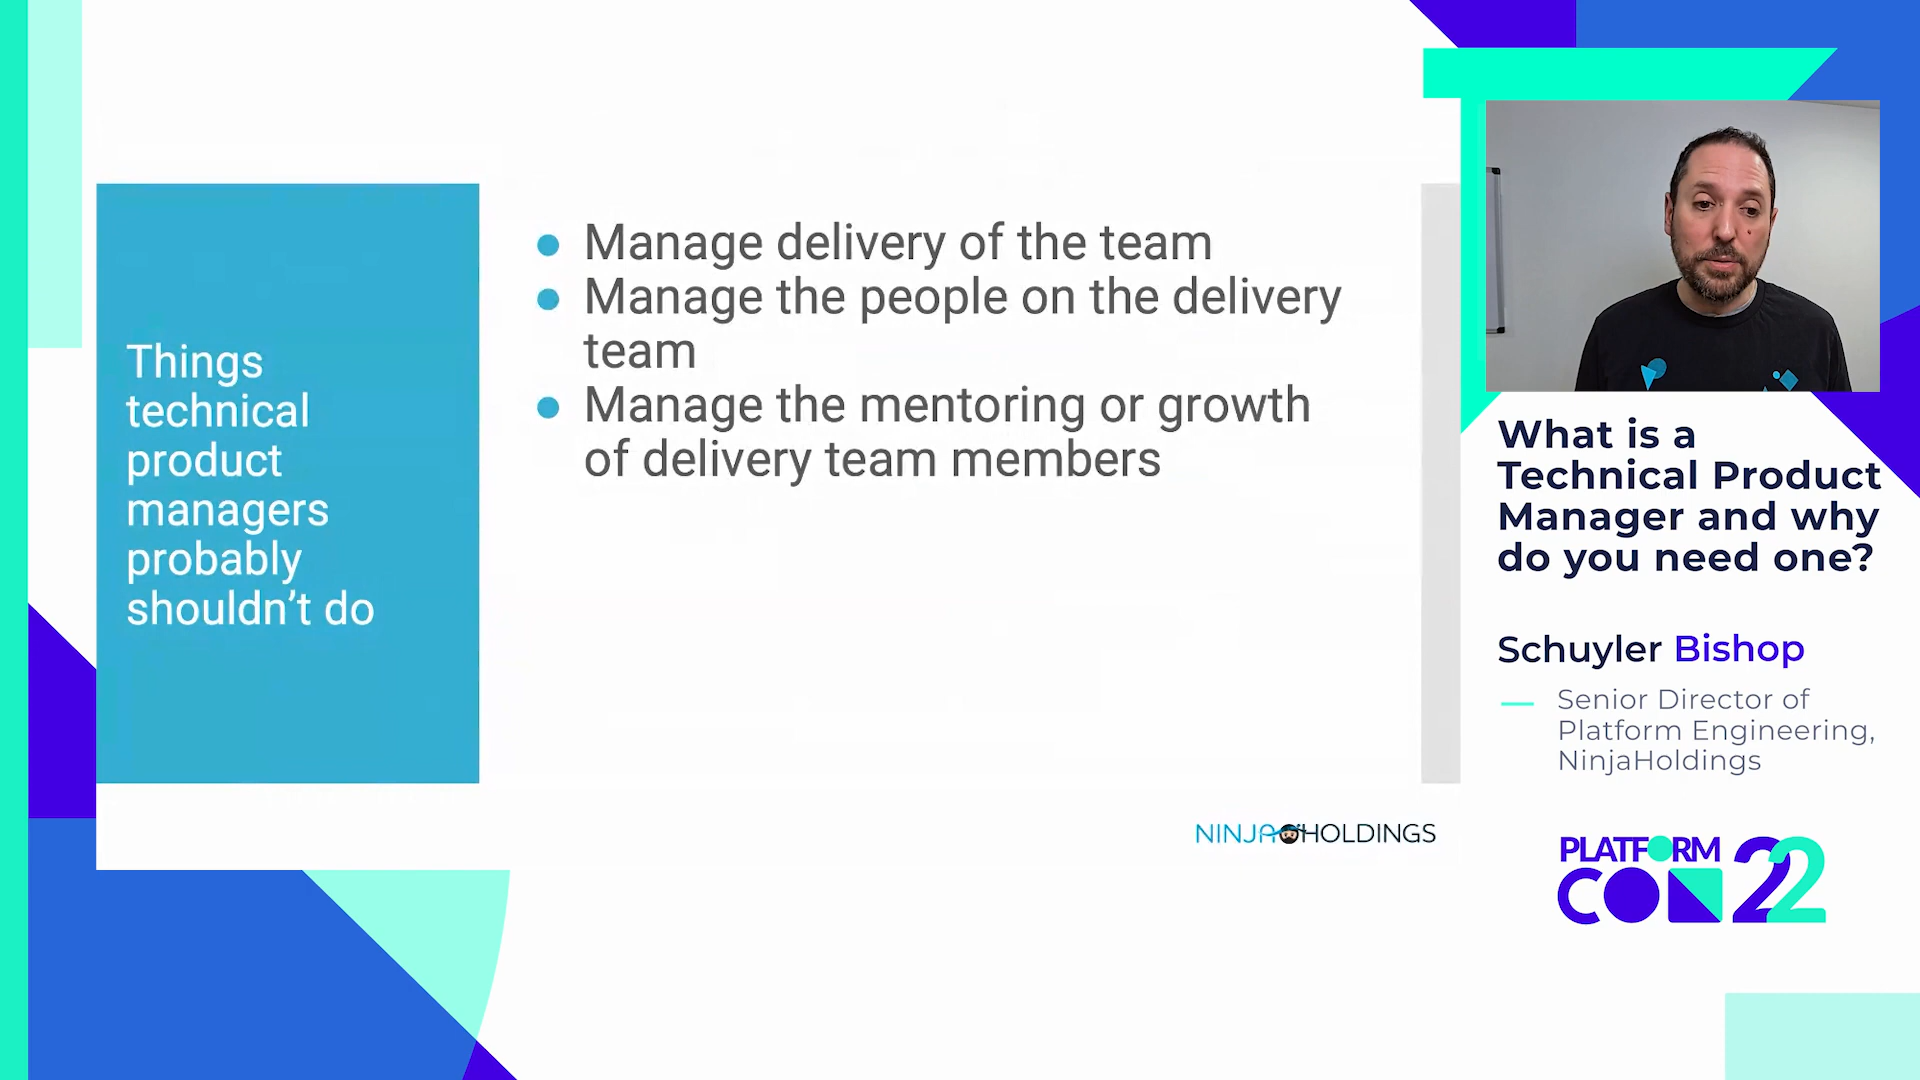 Things
technical
product
managers
probably
shouldn't do
● Manage delivery of the team
● Manage the people on the delivery
team
● Manage the mentoring or growth
of delivery team members
NINJA HOLDINGS
What is a
Technical Product
Manager and why
do you need one?
Schuyler Bishop
— Senior Director of
Platform Engineering,
NinjaHoldings
PLATFORM
CON 22